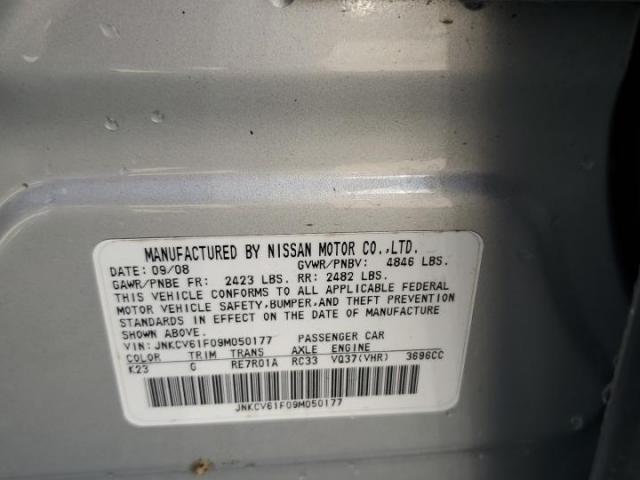 MANUFACTURED BY NISSAN MOTOR CO.,LTD.
DATE: 09/08 GVWR/PNBV: 4846 LBS.
GAWR/PNBE FR: 2423 LBS. RR: 2482 LBS.
THIS VEHICLE CONFORMS TO ALL APPLICABLE FEDERAL
MOTOR VEHICLE SAFETY, BUMPER, AND THEFT PREVENTION
STANDARDS IN EFFECT ON THE DATE OF MANUFACTURE
SHOWN ABOVE.
VIN: JNKCV61F09M050177 PASSENGER CAR
COLOR TRIM TRANS AXLE ENGINE
K23 G RE7R01A RC33 VQ37(VHR) 3696CC
JNKCV61F09M050177